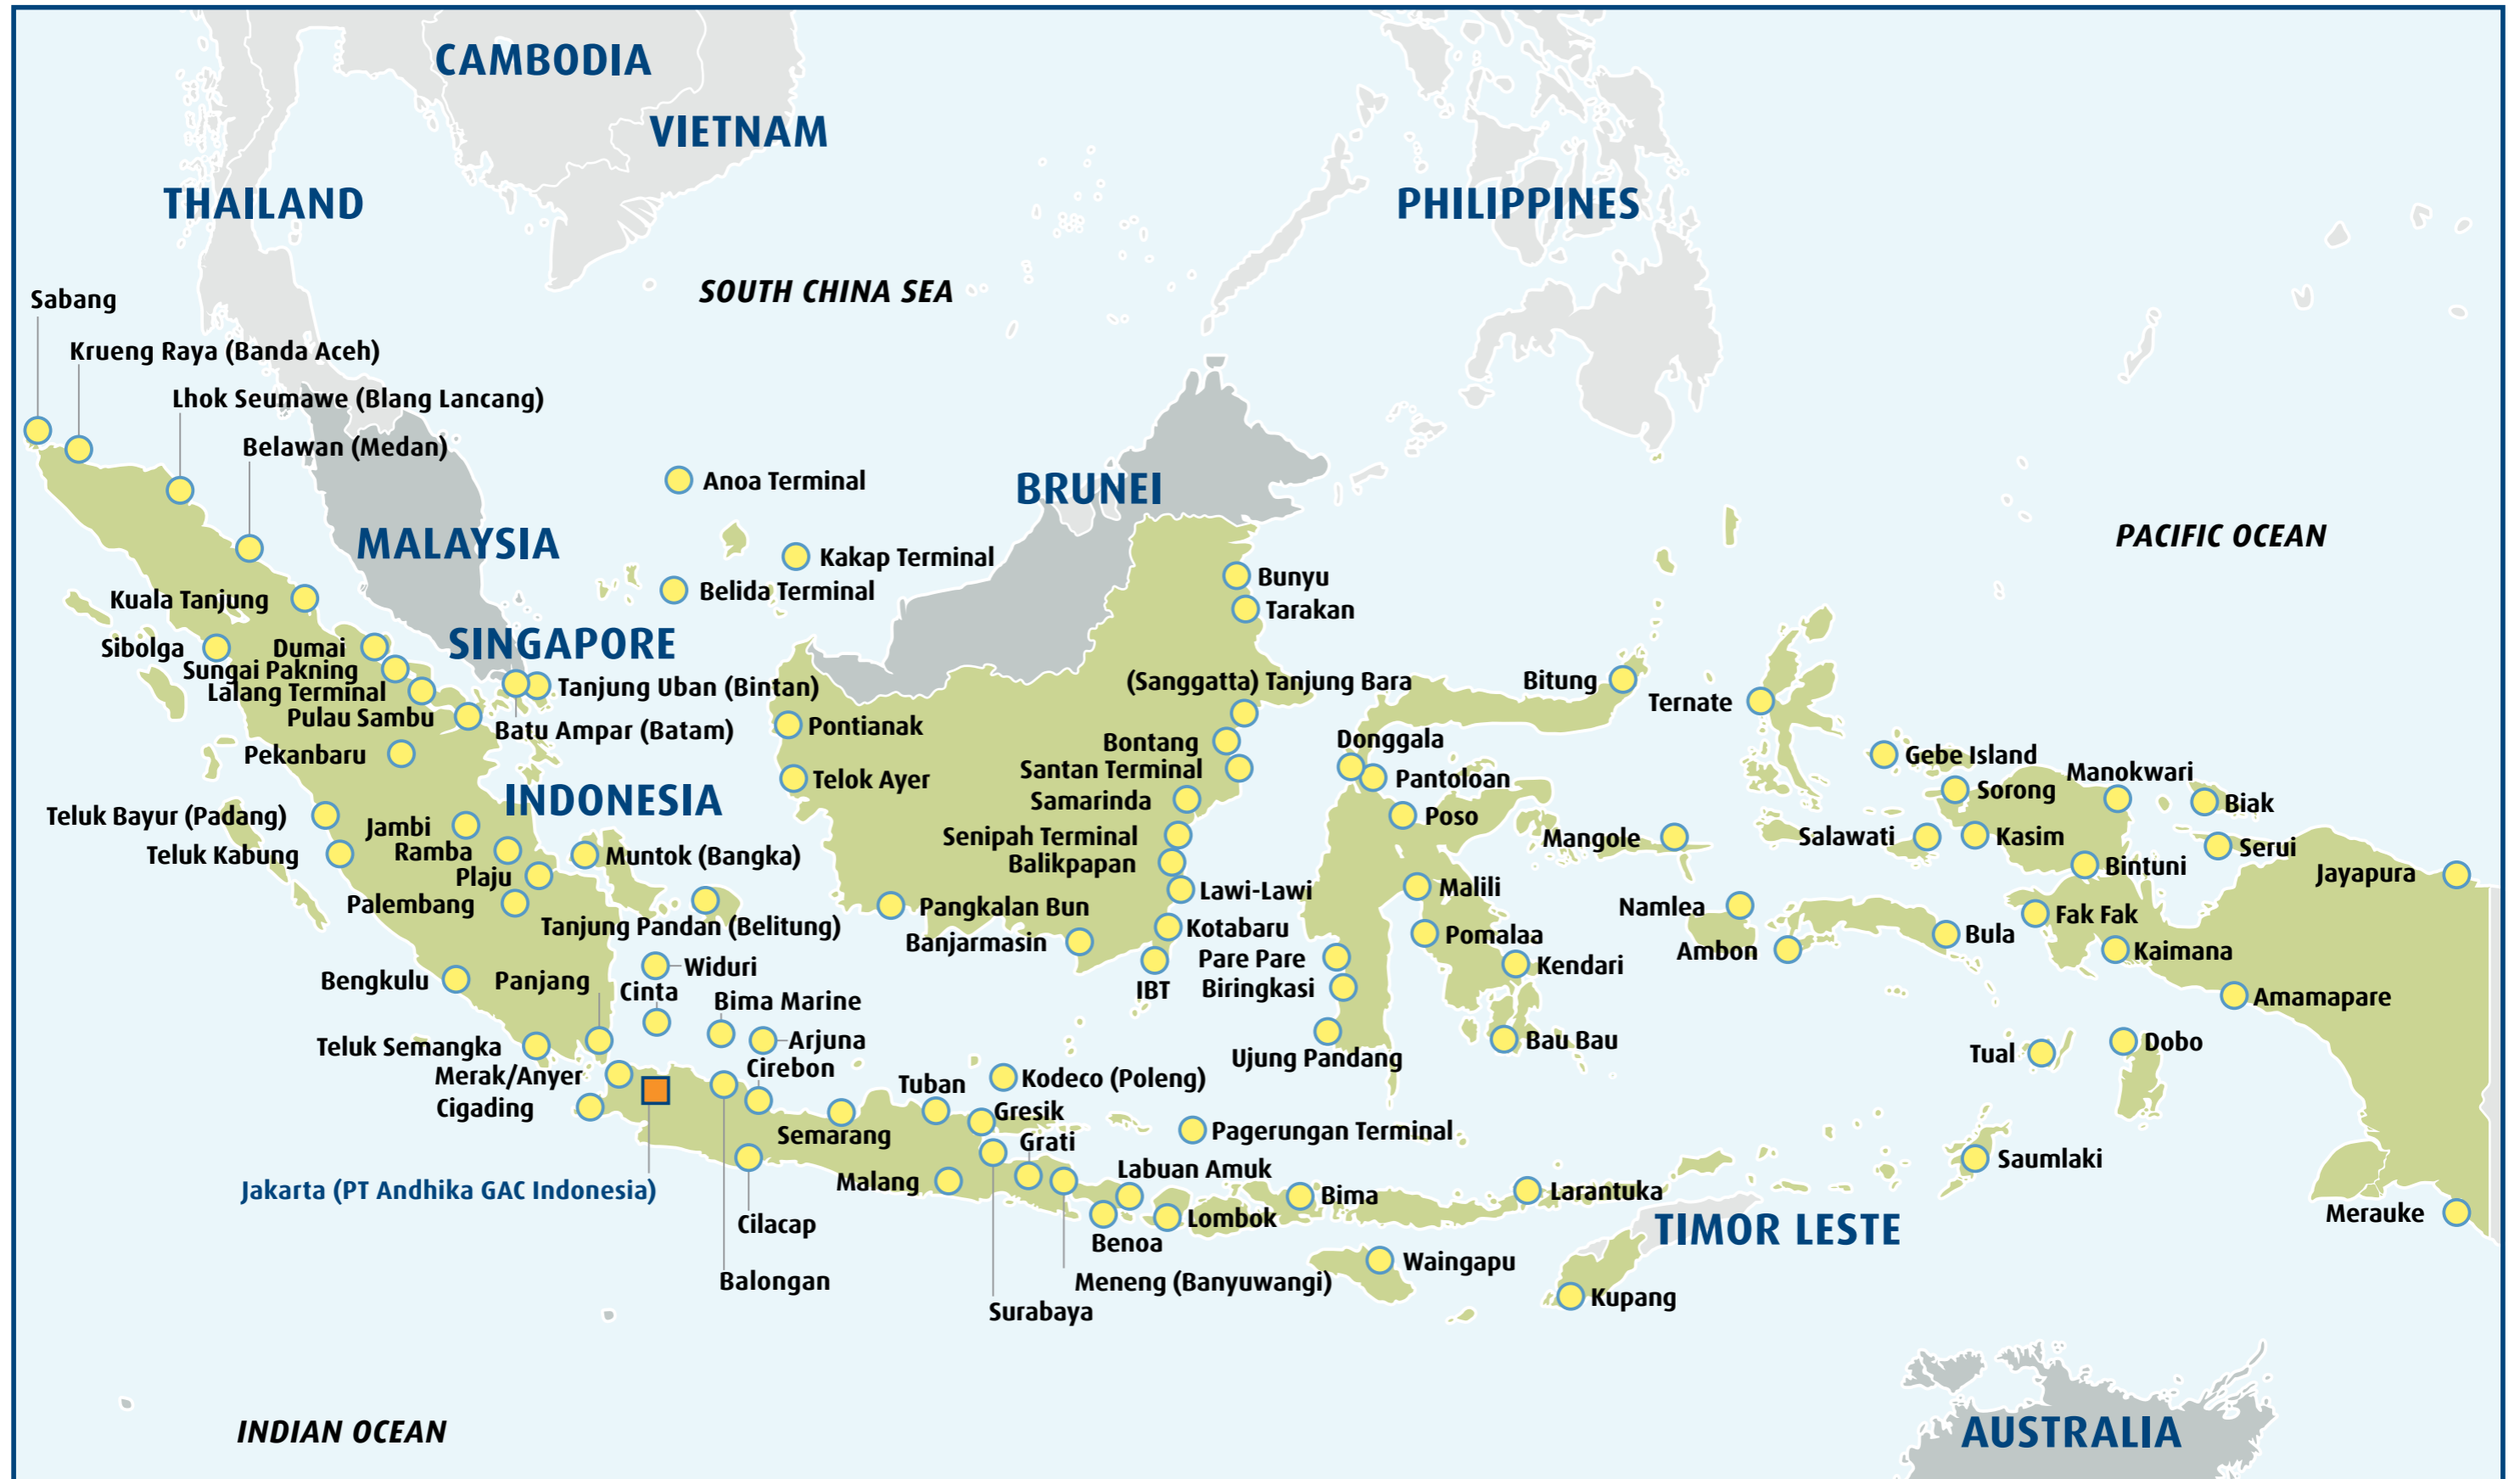 CAMBODIA
VIETNAM
THAILAND
PHILIPPINES
SOUTH CHINA SEA
Sabang
Krueng Raya (Banda Aceh)
Lhok Seumawe (Blang Lancang)
Belawan (Medan)
Anoa Terminal
BRUNEI
MALAYSIA
PACIFIC OCEAN
Kakap Terminal
Belida Terminal
Bunyu
Tarakan
Kuala Tanjung
Sibolga
Dumai
SINGAPORE
Sungai Pakning
Lalang Terminal
Tanjung Uban (Bintan)
(Sanggatta) Tanjung Bara
Bitung
Ternate
Pulau Sambu
Batu Ampar (Batam)
Pontianak
Pekanbaru
Bontang
Donggala
Gebe Island
Santan Terminal
Manokwari
Telok Ayer
Pantoloan
Sorong
INDONESIA
Samarinda
Biak
Teluk Bayur (Padang)
Jambi
Poso
Senipah Terminal
Mangole
Salawati
Kasim
Serui
Ramba
Teluk Kabung
Muntok (Bangka)
Balikpapan
Bintuni
Jayapura
Plaju
Lawi-Lawi
Malili
Palembang
Pangkalan Bun
Namlea
Fak Fak
Tanjung Pandan (Belitung)
Kotabaru
Pomalaa
Bula
Banjarmasin
Ambon
Kaimana
Pare Pare
Kendari
Widuri
Bengkulu
Panjang
Cinta
IBT
Biringkasi
Amamapare
Bima Marine
Teluk Semangka
Arjuna
Bau Bau
Dobo
Tual
Ujung Pandang
Merak/Anyer
Cirebon
Tuban
Kodeco (Poleng)
Cigading
Gresik
Semarang
Pagerungan Terminal
Grati
Saumlaki
Labuan Amuk
Malang
Jakarta (PT Andhika GAC Indonesia)
Bima
Larantuka
Cilacap
Lombok
TIMOR LESTE
Merauke
Benoa
Waingapu
Balongan
Meneng (Banyuwangi)
Kupang
Surabaya
INDIAN OCEAN
AUSTRALIA